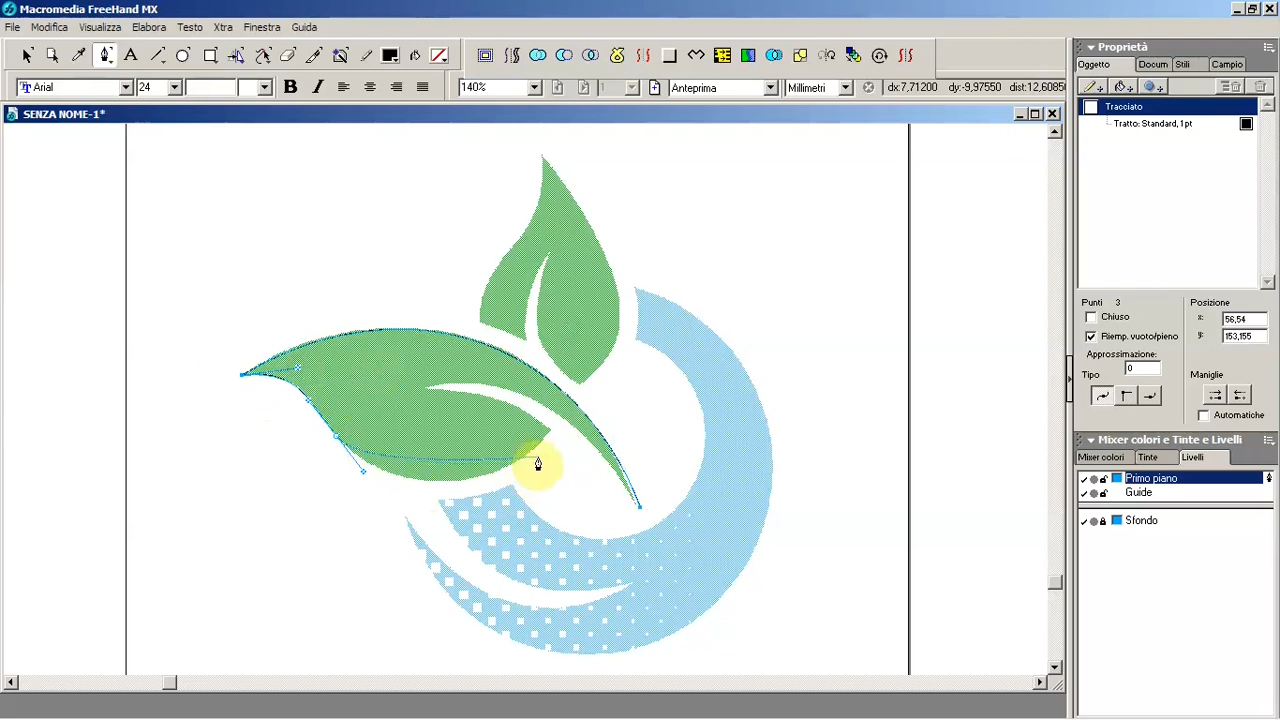 Macromedia FreeHand MX
File Modifica Visualizza Elabora Testo Xtra Finestra Guida
Arial 24 B I 140% 1 Anteprima Millimetri dx:7,71200 dy:-9,97550 dist:12,60850
SENZA NOME-1*
Proprietà
Oggetto Docum Stili Campio
Tracciato
Tratto: Standard, 1pt
Punti 3 Posizione
Chiuso x: 56,54
Riemp. vuoto/pieno y: 153,155
Approssimazione:
0
Tipo Maniglie
Automatiche
Mixer colori e Tinte e Livelli
Mixer colori Tinte Livelli
Primo piano
Guide
Sfondo